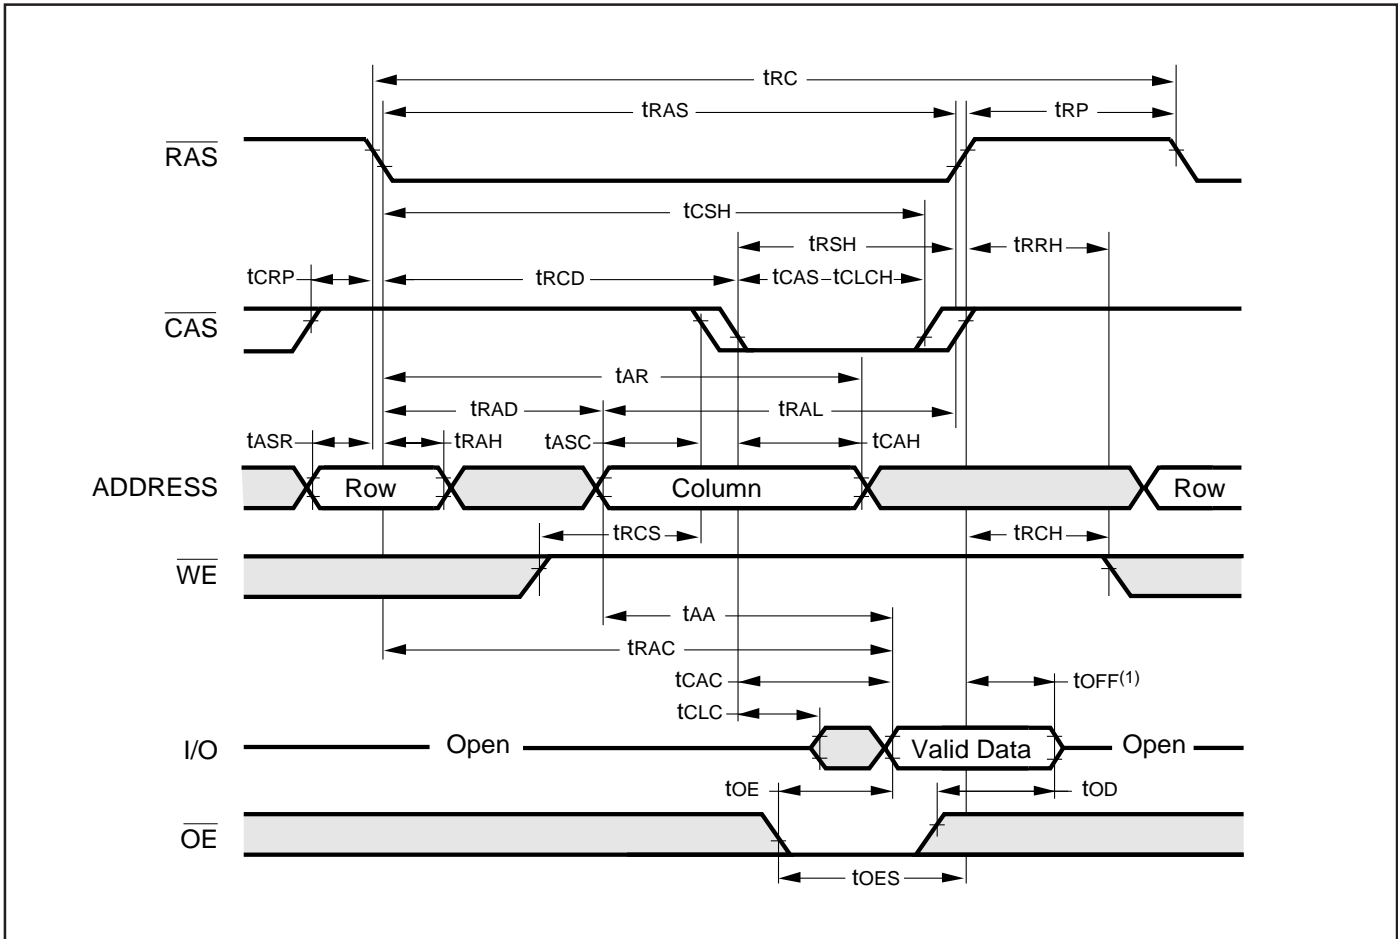 tRC
tRAS tRP
RAS
tCSH
tRSH tRRH
tCRP tRCD tCAS tCLCH
CAS
tAR
tRAD tRAL
tASR tRAH tASC tCAH
ADDRESS Row Column Row
tRCS tRCH
WE
tAA
tRAC
tCAC tOFF(1)
tCLC
I/O Open Valid Data Open
tOE tOD
OE
tOES